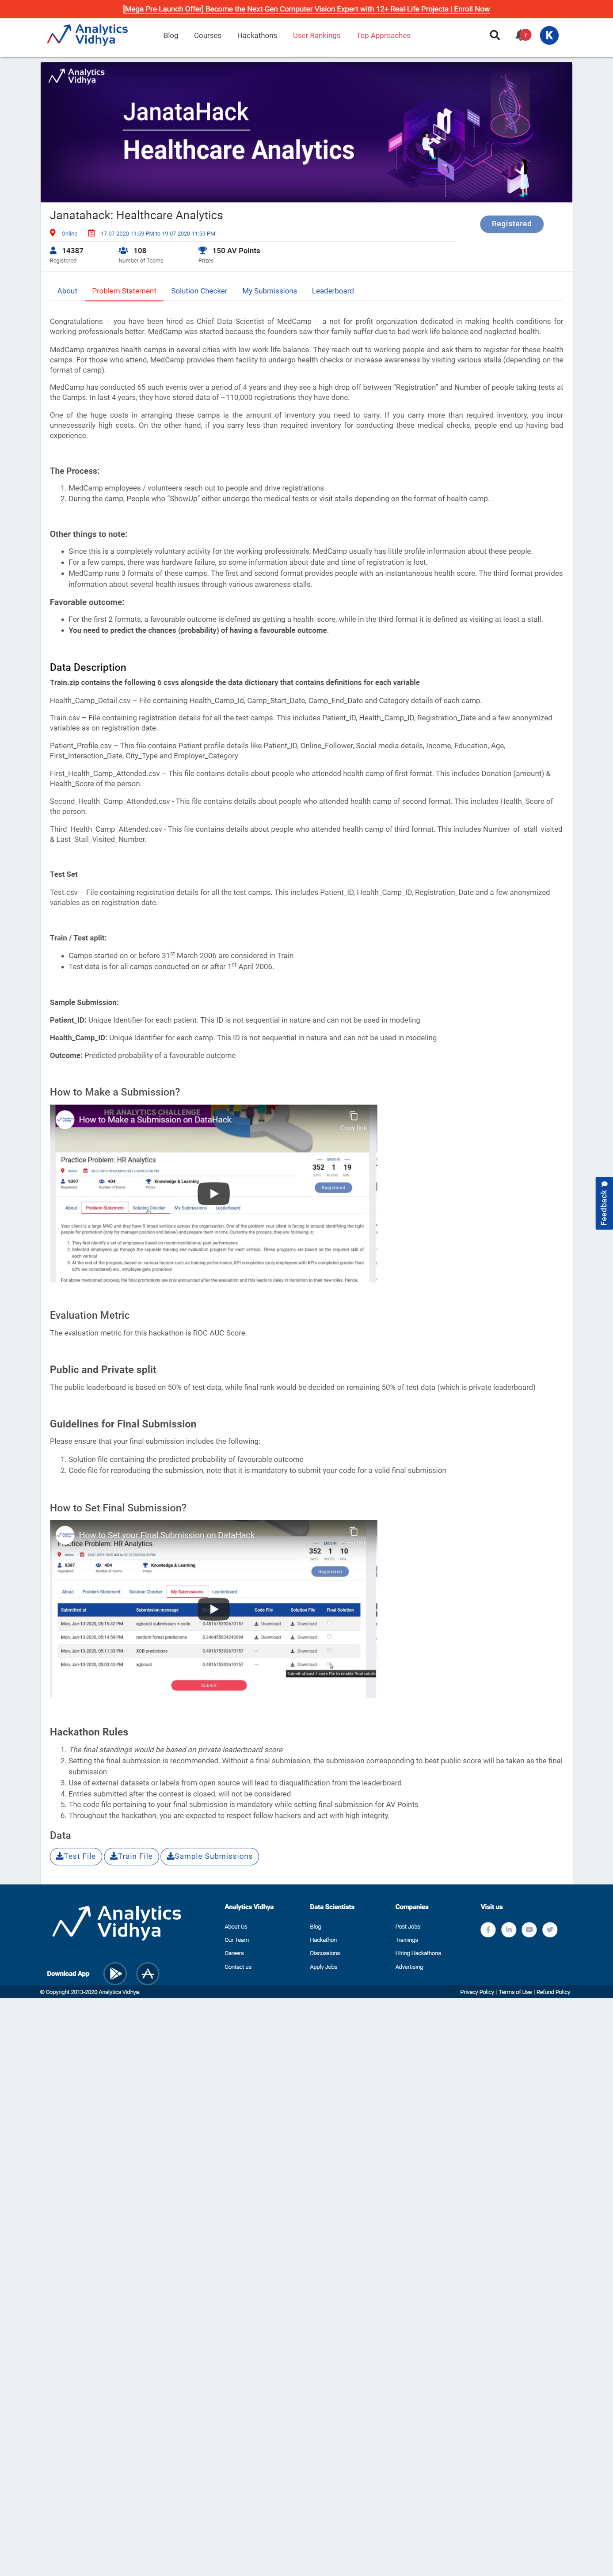 [Mega Pre-Launch Offer] Become the Next-Gen Computer Vision Expert with 12+ Real-Life Projects | Enroll Now
Analytics Vidhya
Blog Courses Hackathons User Rankings Top Approaches
7
K
Analytics Vidhya
JanataHack
Healthcare Analytics
Janatahack: Healthcare Analytics
Registered
Online 17-07-2020 11:59 PM to 19-07-2020 11:59 PM
14387 108 150 AV Points
Registered Number of Teams Prizes
About Problem Statement Solution Checker My Submissions Leaderboard
Congratulations – you have been hired as Chief Data Scientist of MedCamp – a not for profit organization dedicated in making health conditions for
working professionals better. MedCamp was started because the founders saw their family suffer due to bad work life balance and neglected health.
MedCamp organizes health camps in several cities with low work life balance. They reach out to working people and ask them to register for these health
camps. For those who attend, MedCamp provides them facility to undergo health checks or increase awareness by visiting various stalls (depending on the
format of camp).
MedCamp has conducted 65 such events over a period of 4 years and they see a high drop off between “Registration” and Number of people taking tests at
the Camps. In last 4 years, they have stored data of ~110,000 registrations they have done.
One of the huge costs in arranging these camps is the amount of inventory you need to carry. If you carry more than required inventory, you incur
unnecessarily high costs. On the other hand, if you carry less than required inventory for conducting these medical checks, people end up having bad
experience.
The Process:
1. MedCamp employees / volunteers reach out to people and drive registrations.
2. During the camp, People who “ShowUp” either undergo the medical tests or visit stalls depending on the format of health camp.
Other things to note:
• Since this is a completely voluntary activity for the working professionals, MedCamp usually has little profile information about these people.
• For a few camps, there was hardware failure, so some information about date and time of registration is lost.
• MedCamp runs 3 formats of these camps. The first and second format provides people with an instantaneous health score. The third format provides
information about several health issues through various awareness stalls.
Favorable outcome:
• For the first 2 formats, a favourable outcome is defined as getting a health_score, while in the third format it is defined as visiting at least a stall.
• You need to predict the chances (probability) of having a favourable outcome.
Data Description
Train.zip contains the following 6 csvs alongside the data dictionary that contains definitions for each variable
Health_Camp_Detail.csv – File containing Health_Camp_Id, Camp_Start_Date, Camp_End_Date and Category details of each camp.
Train.csv – File containing registration details for all the test camps. This includes Patient_ID, Health_Camp_ID, Registration_Date and a few anonymized
variables as on registration date.
Patient_Profile.csv – This file contains Patient profile details like Patient_ID, Online_Follower, Social media details, Income, Education, Age,
First_Interaction_Date, City_Type and Employer_Category
First_Health_Camp_Attended.csv – This file contains details about people who attended health camp of first format. This includes Donation (amount) &
Health_Score of the person.
Second_Health_Camp_Attended.csv - This file contains details about people who attended health camp of second format. This includes Health_Score of
the person.
Third_Health_Camp_Attended.csv - This file contains details about people who attended health camp of third format. This includes Number_of_stall_visited
& Last_Stall_Visited_Number.
Test Set
Test.csv – File containing registration details for all the test camps. This includes Patient_ID, Health_Camp_ID, Registration_Date and a few anonymized
variables as on registration date.
Train / Test split:
• Camps started on or before 31st March 2006 are considered in Train
• Test data is for all camps conducted on or after 1st April 2006.
Sample Submission:
Patient_ID: Unique Identifier for each patient. This ID is not sequential in nature and can not be used in modeling
Health_Camp_ID: Unique Identifier for each camp. This ID is not sequential in nature and can not be used in modeling
Outcome: Predicted probability of a favourable outcome
How to Make a Submission?
HR ANALYTICS CHALLENGE
How to Make a Submission on DataHack
Copy link
Practice Problem: HR Analytics
352 1 19
9397 404 Knowledge & Learning
Registered
About Problem Statement Solution Checker My Submissions Leaderboard
Feedback
Evaluation Metric
The evaluation metric for this hackathon is ROC-AUC Score.
Public and Private split
The public leaderboard is based on 50% of test data, while final rank would be decided on remaining 50% of test data (which is private leaderboard)
Guidelines for Final Submission
Please ensure that your final submission includes the following:
1. Solution file containing the predicted probability of favourable outcome
2. Code file for reproducing the submission, note that it is mandatory to submit your code for a valid final submission
How to Set Final Submission?
How to Set your Final Submission on DataHack
Practice Problem: HR Analytics
352 1 10
9397 404 Knowledge & Learning
Registered
About Problem Statement Solution Checker My Submissions Leaderboard
Submitted at Submission message Code File Solution File Final Solution
Submit
Hackathon Rules
1. The final standings would be based on private leaderboard score
2. Setting the final submission is recommended. Without a final submission, the submission corresponding to best public score will be taken as the final
submission
3. Use of external datasets or labels from open source will lead to disqualification from the leaderboard
4. Entries submitted after the contest is closed, will not be considered
5. The code file pertaining to your final submission is mandatory while setting final submission for AV Points
6. Throughout the hackathon, you are expected to respect fellow hackers and act with high integrity.
Data
Test File Train File Sample Submissions
Analytics Vidhya
Analytics Vidhya Data Scientists Companies Visit us
About Us Blog Post Jobs
Our Team Hackathon Trainings
Careers Discussions Hiring Hackathons
Contact us Apply Jobs Advertising
Download App
© Copyright 2013-2020 Analytics Vidhya.
Privacy Policy | Terms of Use | Refund Policy